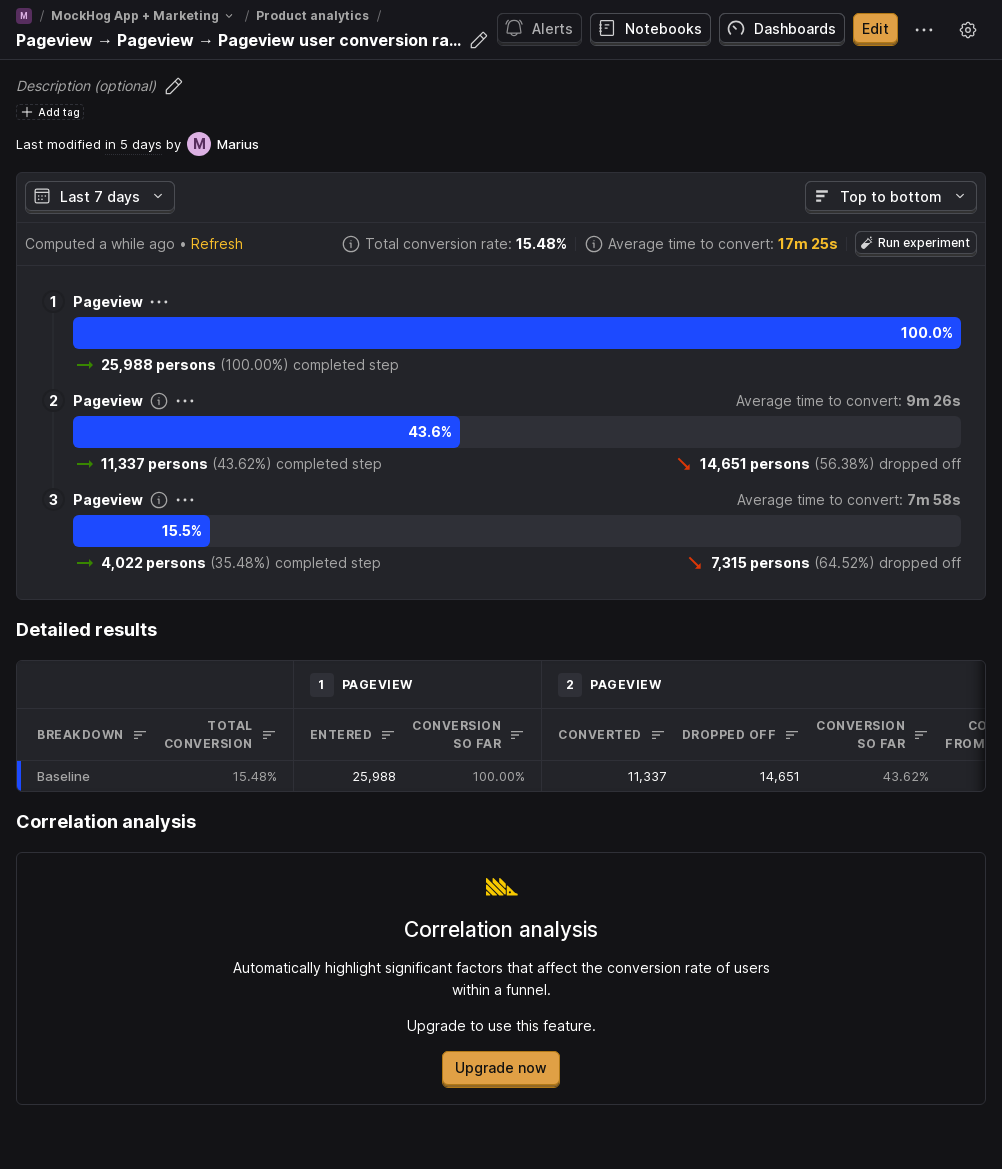 M / MockHog App + Marketing / Product analytics /
Pageview → Pageview → Pageview user conversion ra...
Alerts
Notebooks
Dashboards
Edit
Description (optional)
Add tag
Last modified in 5 days by M Marius
Last 7 days
Top to bottom
Computed a while ago • Refresh
Total conversion rate: 15.48%
Average time to convert: 17m 25s
Run experiment
1 Pageview
100.0%
25,988 persons (100.00%) completed step
2 Pageview
Average time to convert: 9m 26s
43.6%
11,337 persons (43.62%) completed step
14,651 persons (56.38%) dropped off
3 Pageview
Average time to convert: 7m 58s
15.5%
4,022 persons (35.48%) completed step
7,315 persons (64.52%) dropped off
Detailed results
1 PAGEVIEW
2 PAGEVIEW
BREAKDOWN
TOTAL
CONVERSION
ENTERED
CONVERSION
SO FAR
CONVERTED
DROPPED OFF
CONVERSION
SO FAR
CO
FROM
Baseline 15.48% 25,988 100.00% 11,337 14,651 43.62%
Correlation analysis
Correlation analysis
Automatically highlight significant factors that affect the conversion rate of users
within a funnel.
Upgrade to use this feature.
Upgrade now